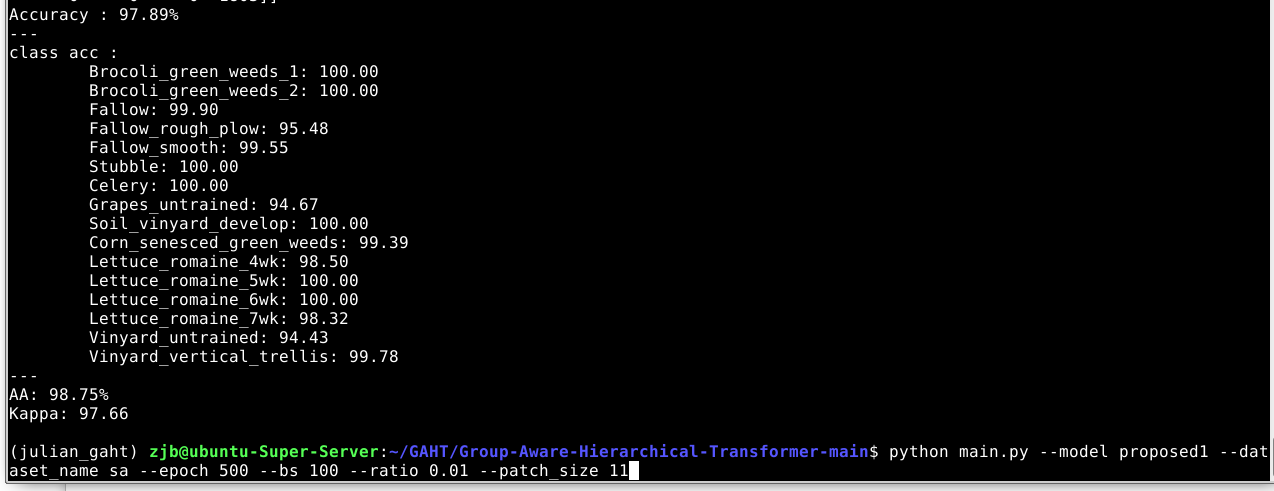 Accuracy : 97.89%
---
class acc :
Brocoli_green_weeds_1: 100.00
Brocoli_green_weeds_2: 100.00
Fallow: 99.90
Fallow_rough_plow: 95.48
Fallow_smooth: 99.55
Stubble: 100.00
Celery: 100.00
Grapes_untrained: 94.67
Soil_vinyard_develop: 100.00
Corn_senesced_green_weeds: 99.39
Lettuce_romaine_4wk: 98.50
Lettuce_romaine_5wk: 100.00
Lettuce_romaine_6wk: 100.00
Lettuce_romaine_7wk: 98.32
Vinyard_untrained: 94.43
Vinyard_vertical_trellis: 99.78
---
AA: 98.75%
Kappa: 97.66
(julian_gaht) zjb@ubuntu-Super-Server:~/GAHT/Group-Aware-Hierarchical-Transformer-main$ python main.py --model proposed1 --dat
aset_name sa --epoch 500 --bs 100 --ratio 0.01 --patch_size 11